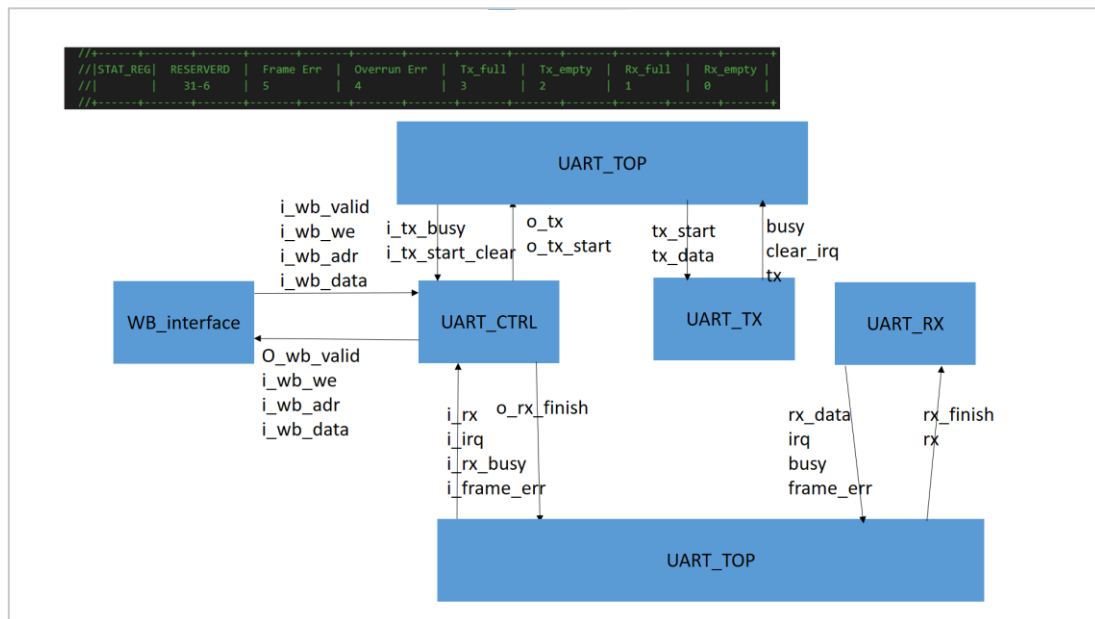 //+------+------+------+------+------+------+------+------+------+------+------+
//|STAT_REG| RESERVERD | Frame Err | Overrun Err | Tx_full | Tx_empty | Rx_full | Rx_empty |
//| | 31-6 | 5 | 4 | 3 | 2 | 1 | 0 |
//+------+------+------+------+------+------+------+------+------+------+------+
UART_TOP
i_wb_valid
i_wb_we
i_wb_adr
i_wb_data
i_tx_busy
i_tx_start_clear
o_tx
o_tx_start
tx_start
tx_data
busy
clear_irq
tx
WB_interface
UART_CTRL
UART_TX
UART_RX
O_wb_valid
i_wb_we
i_wb_adr
i_wb_data
i_rx
i_irq
i_rx_busy
i_frame_err
o_rx_finish
rx_data
irq
busy
frame_err
rx_finish
rx
UART_TOP